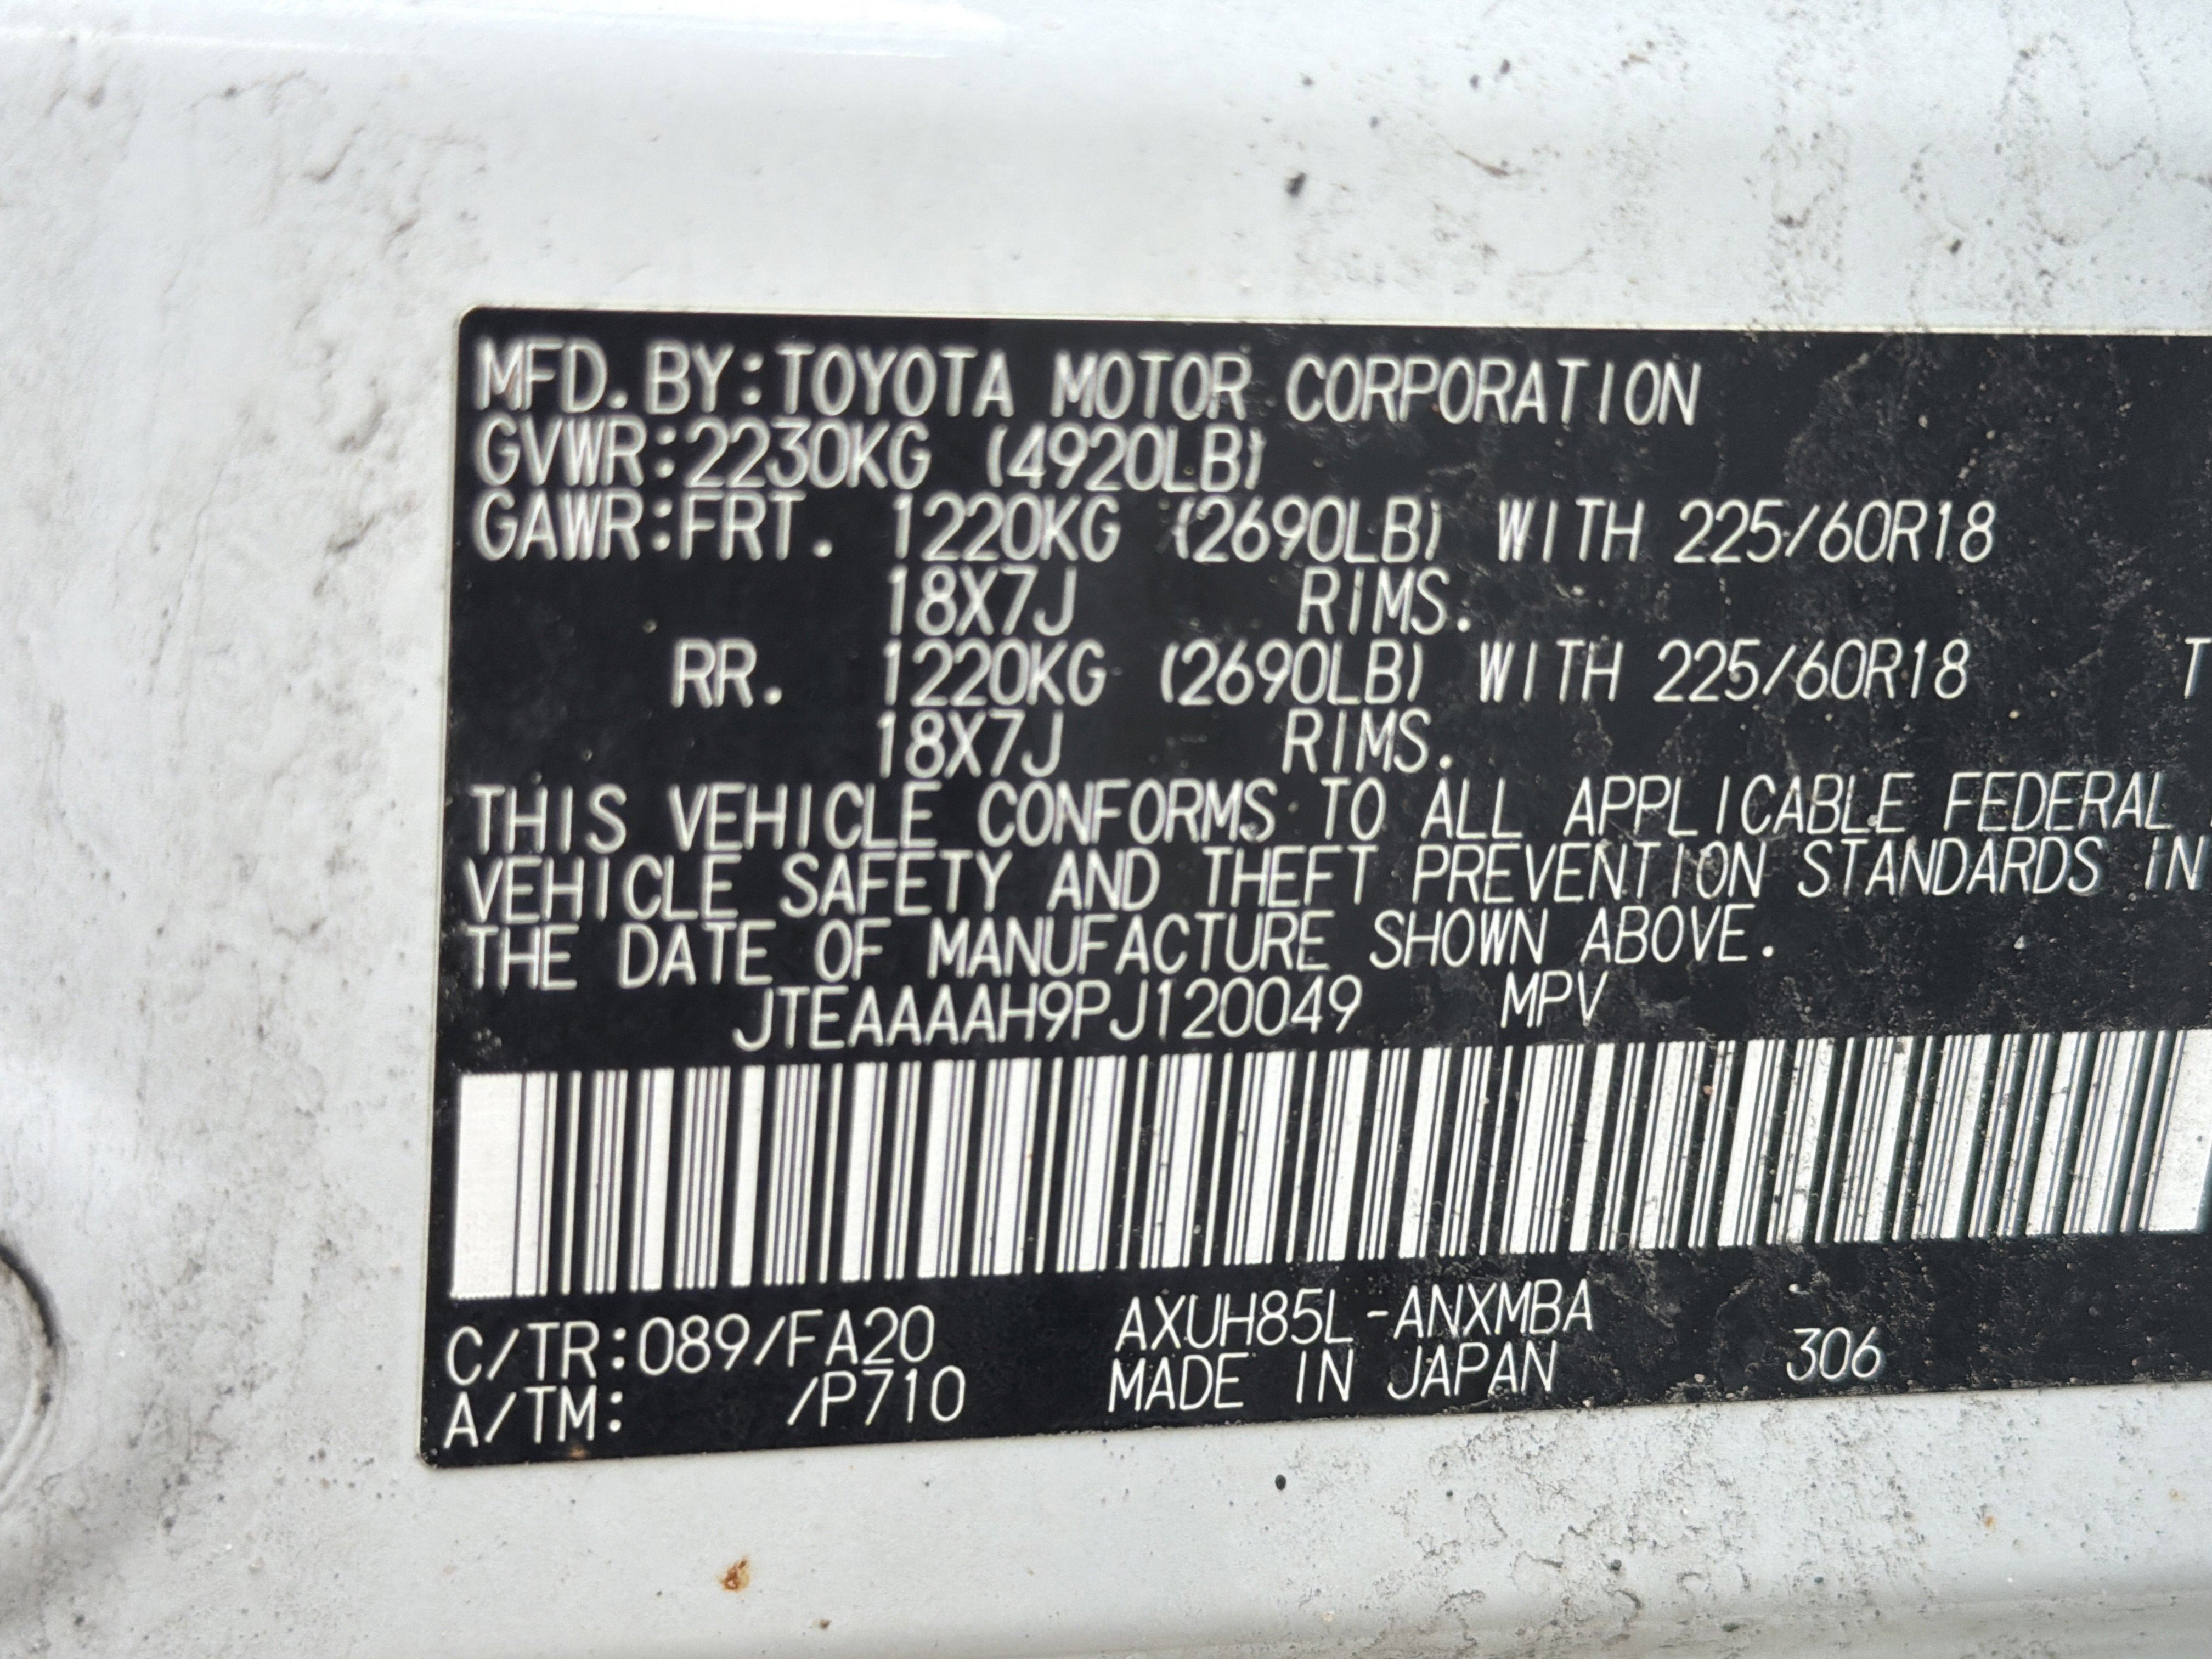 MFD. BY:TOYOTA MOTOR CORPORATION
GVWR:2230KG (4920LB)
GAWR:FRT. 1220KG (2690LB) WITH 225/60R18
18X7J RIMS.
RR. 1220KG (2690LB) WITH 225/60R18 T
18X7J RIMS.
THIS VEHICLE CONFORMS TO ALL APPLICABLE FEDERAL
VEHICLE SAFETY AND THEFT PREVENTION STANDARDS IN
THE DATE OF MANUFACTURE SHOWN ABOVE.
JTEAAAAH9PJ120049 MPV
C/TR:089/FA20 AXUH85L-ANXMBA
A/TM: /P710 MADE IN JAPAN 306